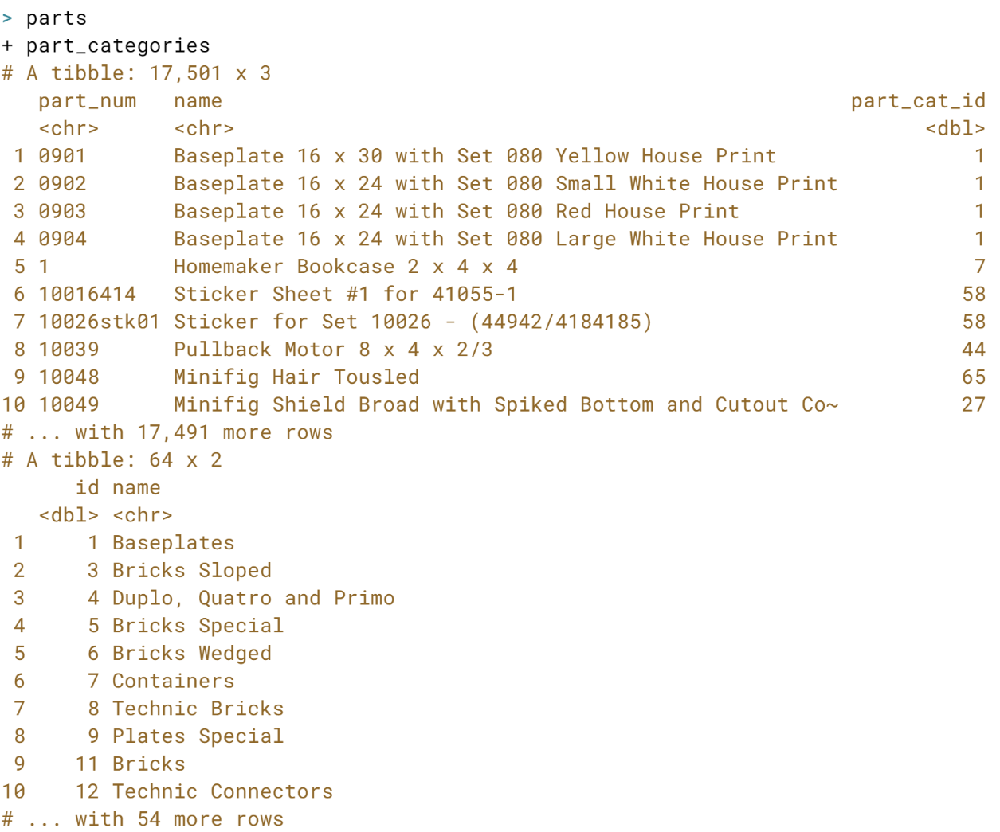 > parts
+ part_categories
# A tibble: 17,501 x 3
   part_num   name                                                   part_cat_id
   <chr>      <chr>                                                        <dbl>
 1 0901       Baseplate 16 x 30 with Set 080 Yellow House Print                1
 2 0902       Baseplate 16 x 24 with Set 080 Small White House Print           1
 3 0903       Baseplate 16 x 24 with Set 080 Red House Print                   1
 4 0904       Baseplate 16 x 24 with Set 080 Large White House Print           1
 5 1          Homemaker Bookcase 2 x 4 x 4                                     7
 6 10016414   Sticker Sheet #1 for 41055-1                                    58
 7 10026stk01 Sticker for Set 10026 - (44942/4184185)                         58
 8 10039      Pullback Motor 8 x 4 x 2/3                                      44
 9 10048      Minifig Hair Tousled                                            65
10 10049      Minifig Shield Broad with Spiked Bottom and Cutout Co~          27
# ... with 17,491 more rows
# A tibble: 64 x 2
      id name
   <dbl> <chr>
 1     1 Baseplates
 2     3 Bricks Sloped
 3     4 Duplo, Quatro and Primo
 4     5 Bricks Special
 5     6 Bricks Wedged
 6     7 Containers
 7     8 Technic Bricks
 8     9 Plates Special
 9    11 Bricks
10    12 Technic Connectors
# ... with 54 more rows